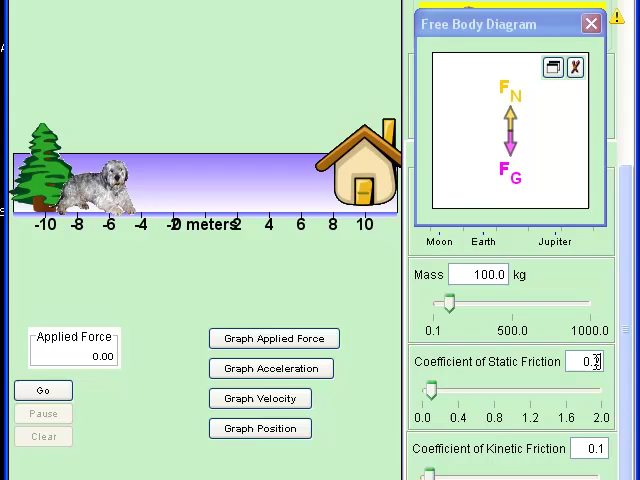 Free Body Diagram
F N
F G
Moon Earth Jupiter
-10 -8 -6 -4 0 meters 2 4 6 8 10
Mass 100.0 kg
0.1 500.0 1000.0
Applied Force
0.00
Graph Applied Force
Graph Acceleration
Graph Velocity
Graph Position
Go
Pause
Clear
Coefficient of Static Friction
0.0 0.4 0.8 1.2 1.6 2.0
Coefficient of Kinetic Friction 0.1